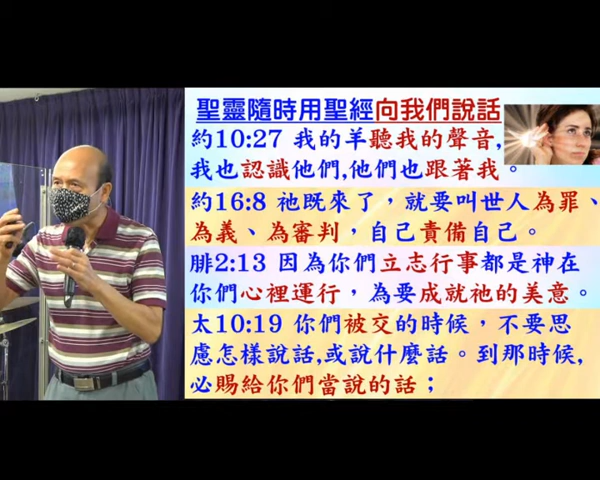 聖靈隨時用聖經向我們說話
約10:27 我的羊聽我的聲音,
我也認識他們,他們也跟著我。
約16:8 祂既來了，就要叫世人為罪、
為義、為審判，自己責備自己。
腓2:13 因為你們立志行事都是神在
你們心裡運行，為要成就祂的美意。
太10:19 你們被交的時候，不要思
慮怎樣說話,或說什麼話。到那時候,
必賜給你們當說的話；